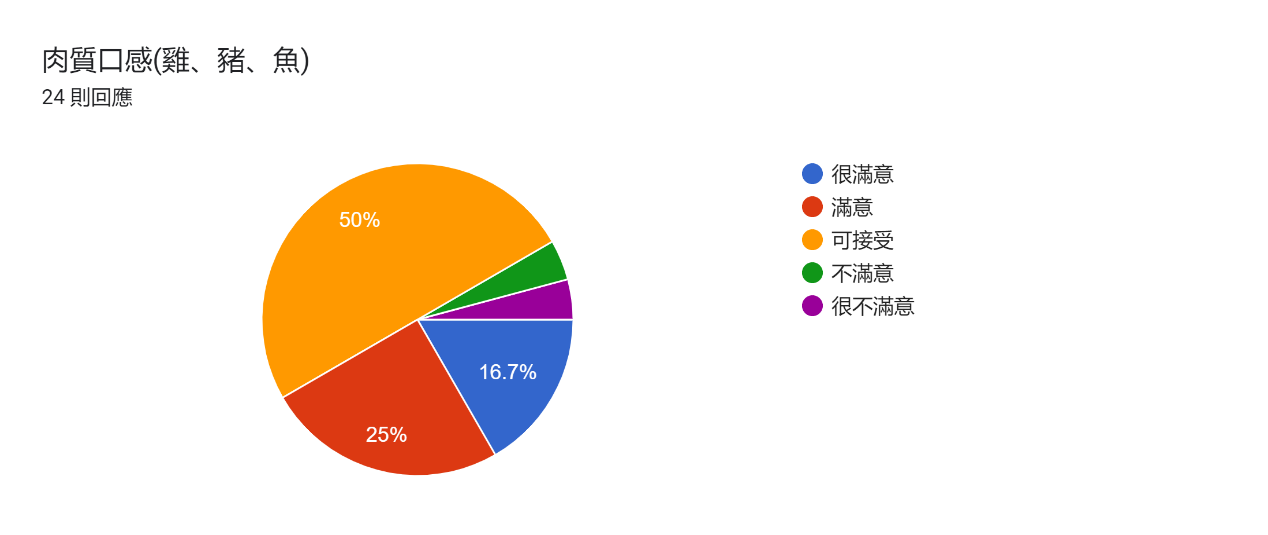 肉質口感(雞、豬、魚)
24 則回應
50%
16.7%
25%
很滿意
滿意
可接受
不滿意
很不滿意